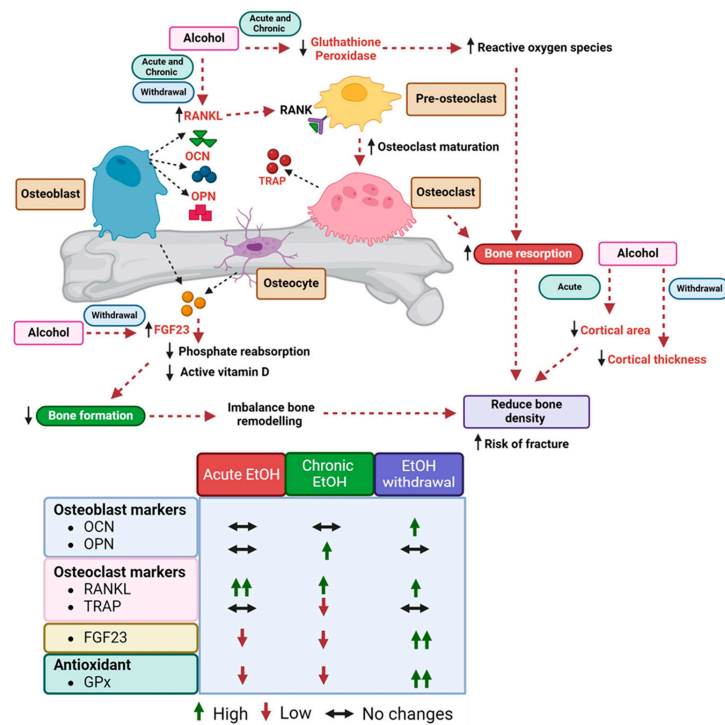 Acute and
Chronic
Alcohol
Gluthathione
Peroxidase
Reactive oxygen species
Acute and
Chronic
Withdrawal
RANKL
RANK
Pre-osteoclast
OCN
Osteoclast maturation
TRAP
Osteoblast
OPN
Osteoclast
Bone resorption
Alcohol
Osteocyte
Acute
Withdrawal
Withdrawal
Alcohol
FGF23
Cortical area
Phosphate reabsorption
Cortical thickness
Active vitamin D
Bone formation
Imbalance bone
remodelling
Reduce bone
density
Risk of fracture
Acute EtOH
Chronic
EtOH
EtOH
withdrawal
Osteoblast markers
• OCN
• OPN
Osteoclast markers
• RANKL
• TRAP
• FGF23
Antioxidant
• GPx
High Low No changes